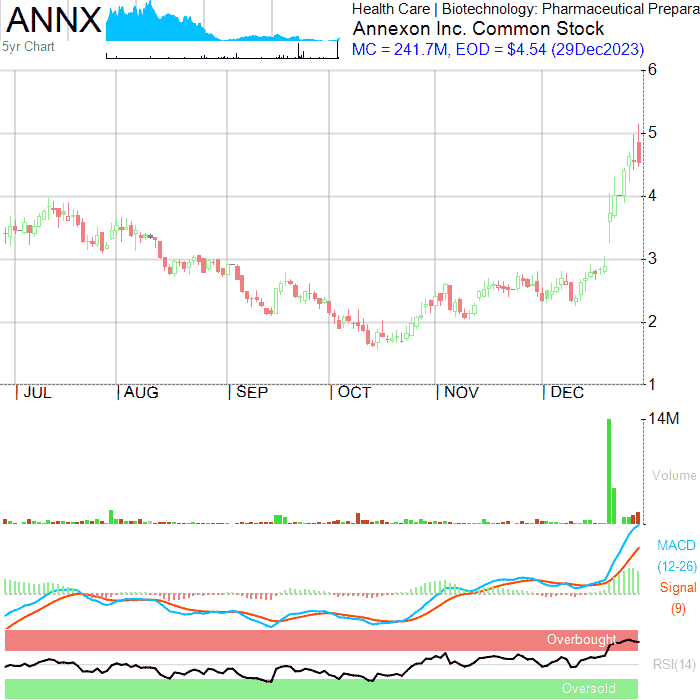 ANNX
5yr Chart
Health Care | Biotechnology: Pharmaceutical Prepara
Annexon Inc. Common Stock
MC = 241.7M, EOD = $4.54 (29Dec2023)
6
5
4
3
2
1
JUL AUG SEP OCT NOV DEC
14M
Volume
MACD
(12-26)
Signal
(9)
Overbought
RSI(14)
Oversold